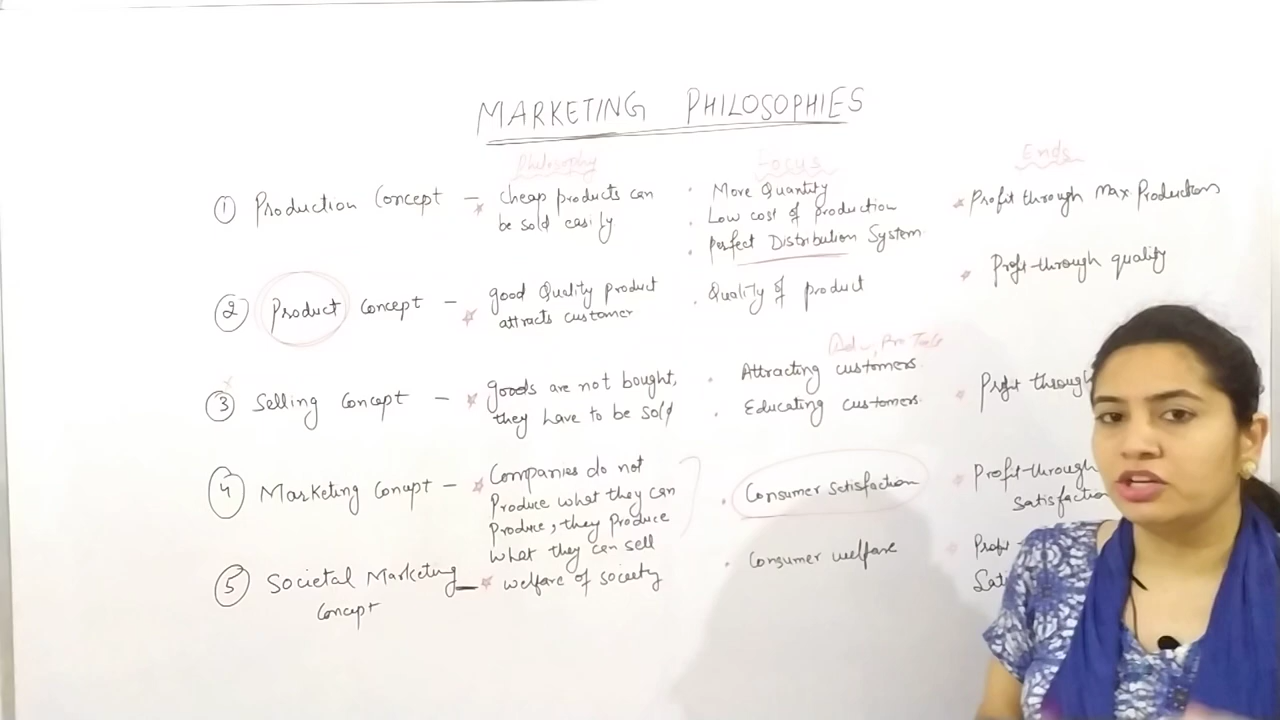 MARKETING PHILOSOPHIES
Philosophy Focus Ends
① Production Concept – cheap products can
be sold easily
. More Quantity
. Low cost of production
. Perfect Distribution System
Profit through Max. Production
② Product Concept – good Quality product
attracts customer
. Quality of product
Profit through quality
③ Selling Concept – goods are not bought,
they have to be sold
. Attracting customers
. Educating customers
Profit through
④ Marketing Concept – Companies do not
Produce what they can
Produce, they Produce
what they can sell
. Consumer Satisfaction
Profit through
satisfaction
⑤ Societal Marketing – welfare of society
Concept
. Consumer welfare